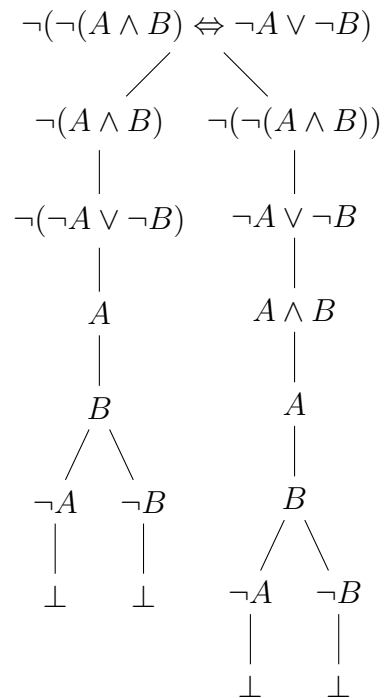 ¬(¬(A ∧ B) ⇔ ¬A ∨ ¬B)
¬(A ∧ B) ¬(¬(A ∧ B))
¬(¬A ∨ ¬B) ¬A ∨ ¬B
A A ∧ B
B A
¬A ¬B B
⊥ ⊥ ¬A ¬B
⊥ ⊥